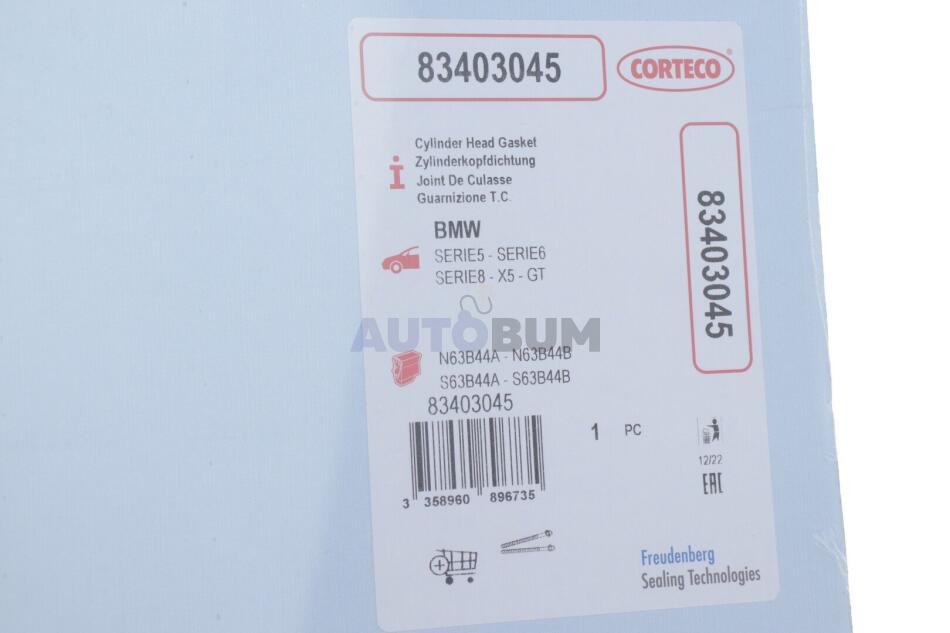 83403045
CORTECO®
Cylinder Head Gasket
Zylinderkopfdichtung
Joint De Culasse
Guarnizione T.C.
83403045
BMW
SERIE5 - SERIE6
SERIE8 - X5 - GT
AUTOBUM
N63B44A - N63B44B
S63B44A - S63B44B
83403045
1 PC
12/22
EAC
3 358960 896735
Freudenberg
Sealing Technologies